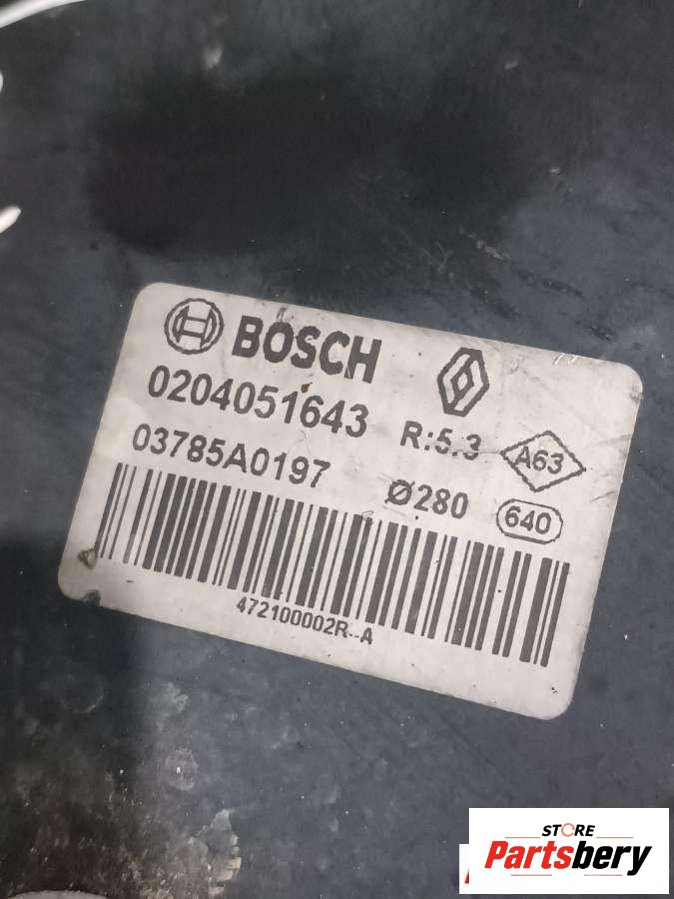 BOSCH
0204051643 R:5.3 A63
03785A0197 Ø280 640
472100002R--A
STORE
Partsbery